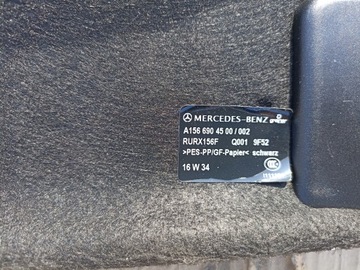 MERCEDES-BENZ
A156 690 45 00 / 002
RURX156F Q001 9F52
>PES-PP/GF-Papier< schwarz
16 W 34